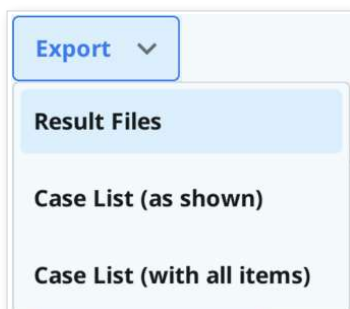 Export
Result Files
Case List (as shown)
Case List (with all items)